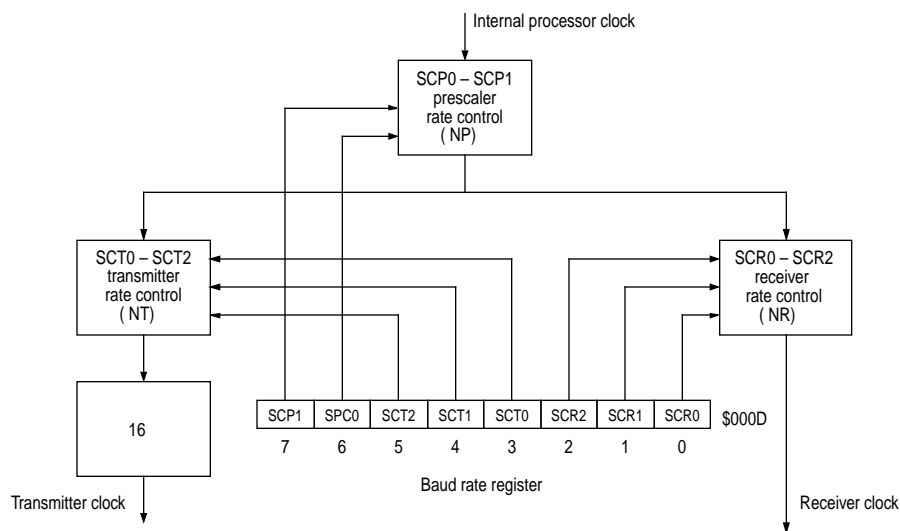 Internal processor clock
SCP0 – SCP1
prescaler
rate control
( NP)
SCT0 – SCT2
transmitter
rate control
( NT)
SCR0 – SCR2
receiver
rate control
( NR)
16
SCP1 SPC0 SCT2 SCT1 SCT0 SCR2 SCR1 SCR0 $000D
7 6 5 4 3 2 1 0
Baud rate register
Transmitter clock
Receiver clock